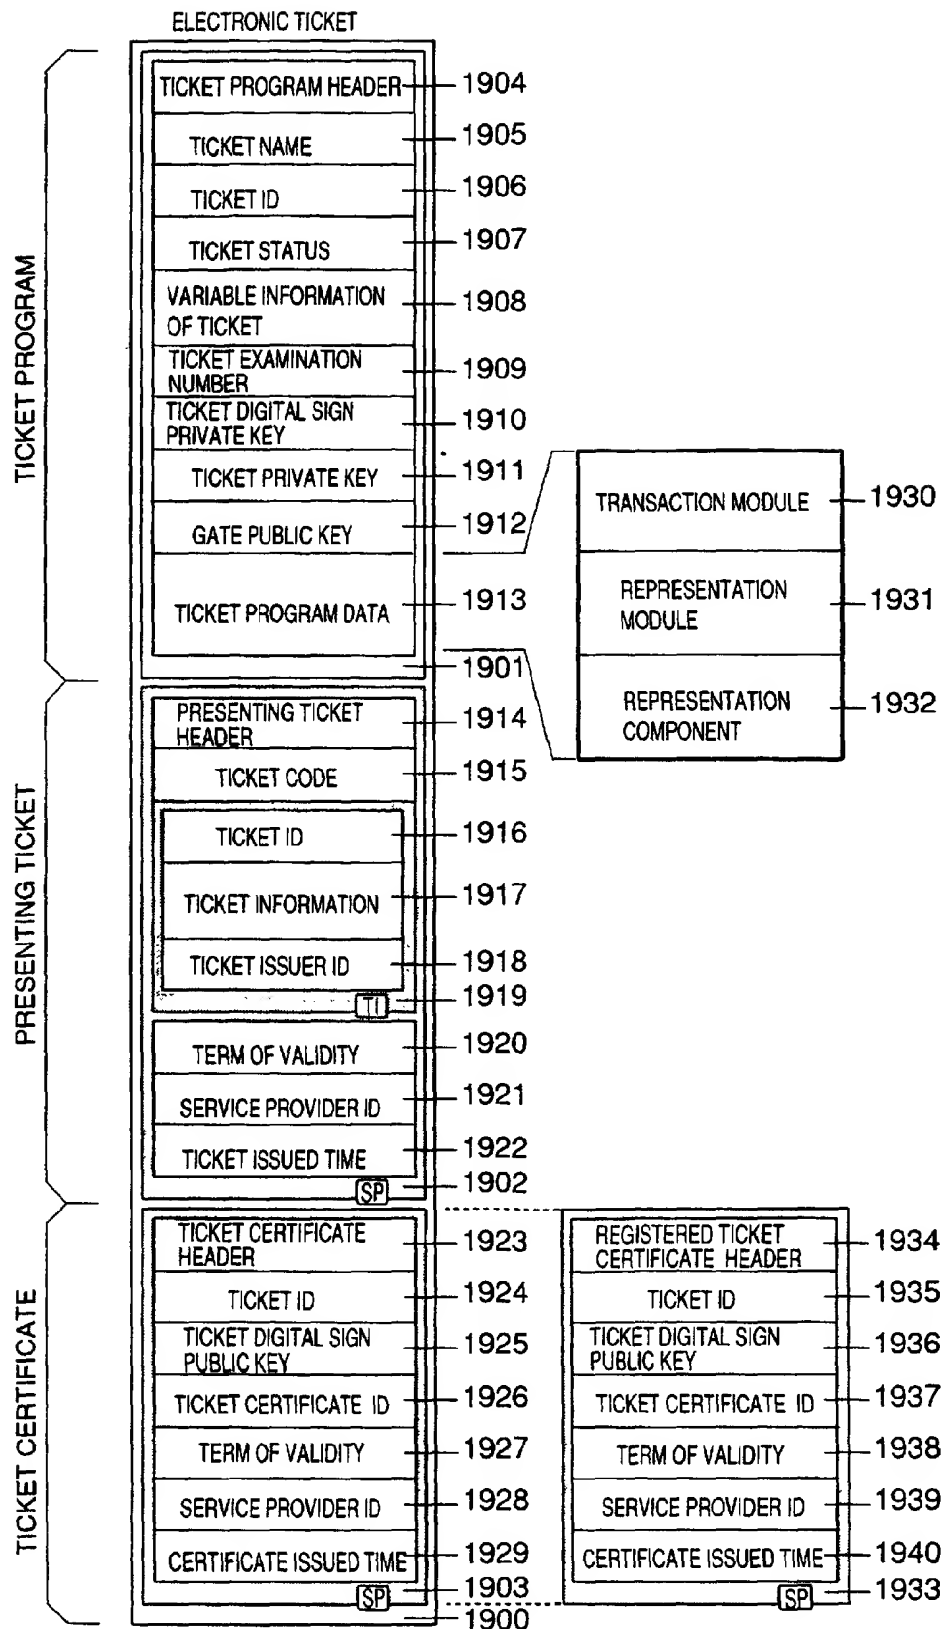 ELECTRONIC TICKET
TICKET PROGRAM
TICKET PROGRAM HEADER 1904
TICKET NAME 1905
TICKET ID 1906
TICKET STATUS 1907
VARIABLE INFORMATION
OF TICKET 1908
TICKET EXAMINATION
NUMBER 1909
TICKET DIGITAL SIGN
PRIVATE KEY 1910
TICKET PRIVATE KEY 1911
GATE PUBLIC KEY 1912
TICKET PROGRAM DATA 1913
1901
TRANSACTION MODULE 1930
REPRESENTATION
MODULE 1931
REPRESENTATION
COMPONENT 1932
PRESENTING TICKET
PRESENTING TICKET
HEADER 1914
TICKET CODE 1915
TICKET ID 1916
TICKET INFORMATION 1917
TICKET ISSUER ID 1918
TI 1919
TERM OF VALIDITY 1920
SERVICE PROVIDER ID 1921
TICKET ISSUED TIME 1922
SP 1902
TICKET CERTIFICATE
TICKET CERTIFICATE
HEADER 1923
TICKET ID 1924
TICKET DIGITAL SIGN
PUBLIC KEY 1925
TICKET CERTIFICATE ID 1926
TERM OF VALIDITY 1927
SERVICE PROVIDER ID 1928
CERTIFICATE ISSUED TIME 1929
SP 1903
1900
REGISTERED TICKET
CERTIFICATE HEADER 1934
TICKET ID 1935
TICKET DIGITAL SIGN
PUBLIC KEY 1936
TICKET CERTIFICATE ID 1937
TERM OF VALIDITY 1938
SERVICE PROVIDER ID 1939
CERTIFICATE ISSUED TIME 1940
SP 1933